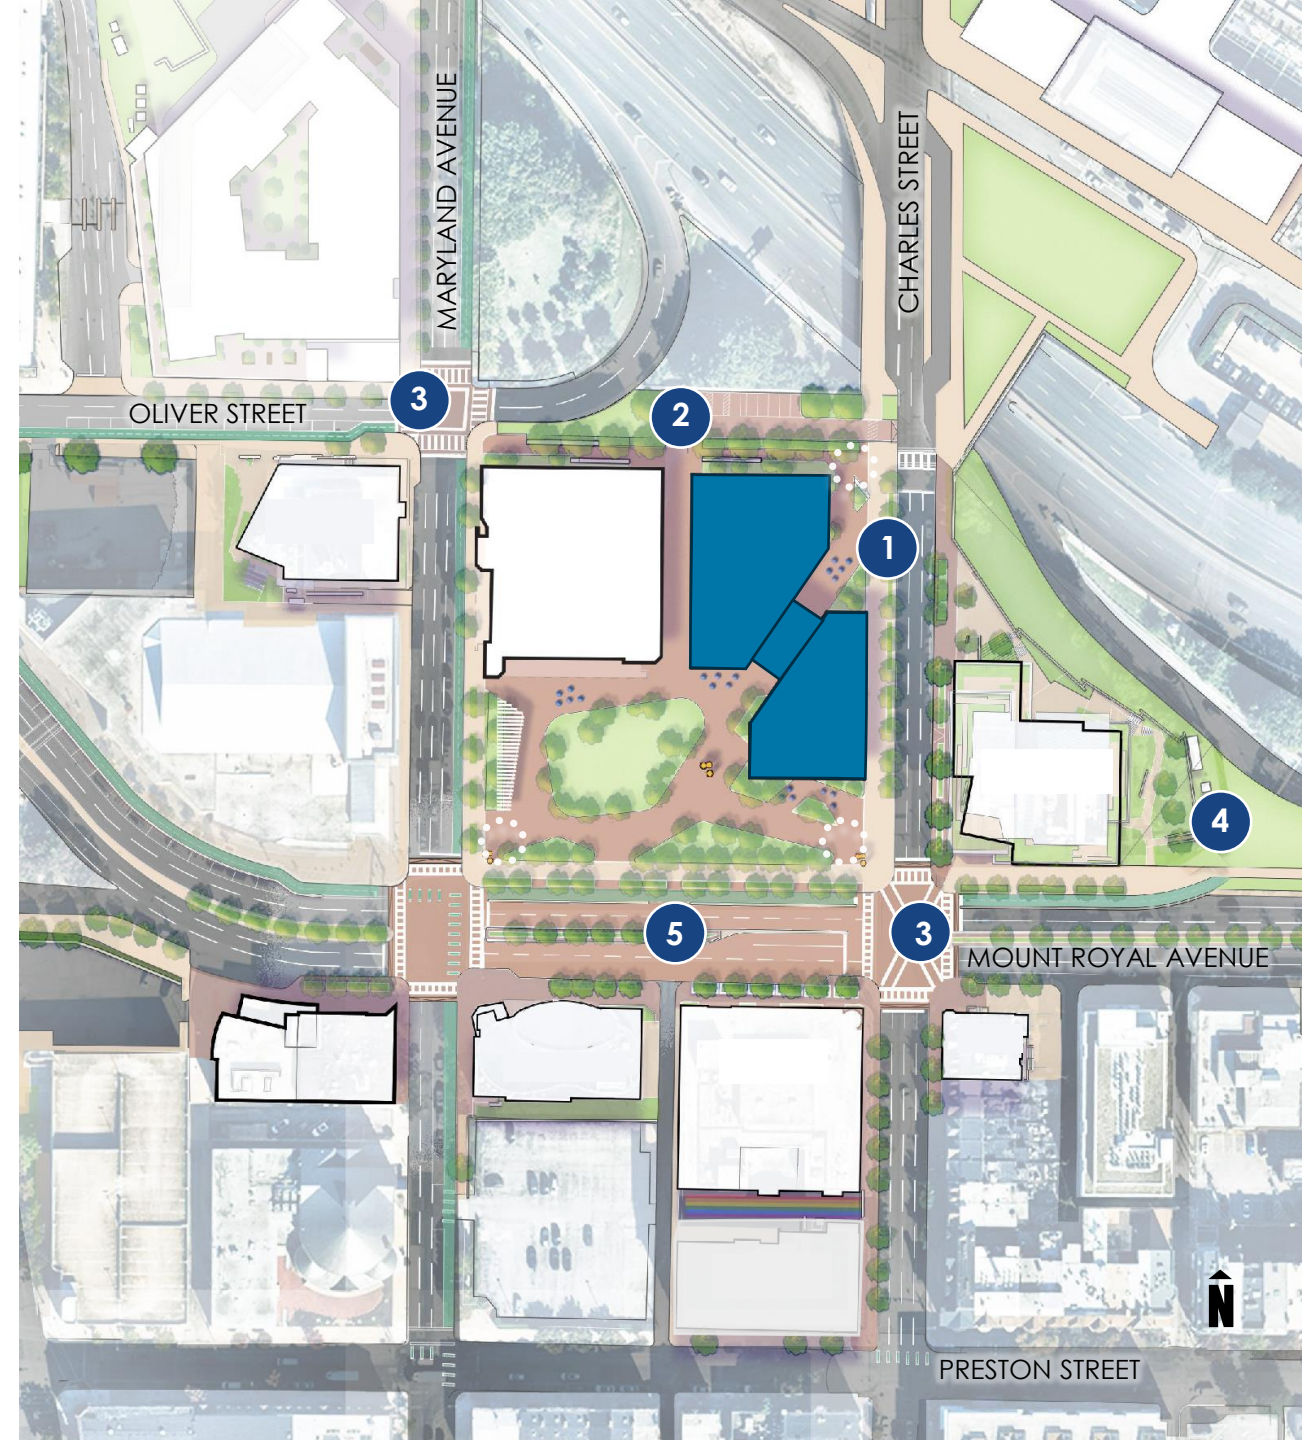 MARYLAND AVENUE
CHARLES STREET
3
OLIVER STREET
2
1
4
5
3
MOUNT ROYAL AVENUE
N
PRESTON STREET